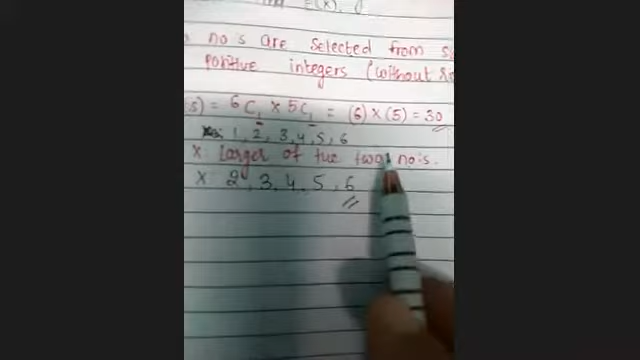 E(X).
no s are selected from
positive integers (without
= 6C1 × 5C1 = (6) × (5) = 30
1, 2, 3, 4, 5, 6
X: larger of the two no's.
X: 2, 3, 4, 5, 6